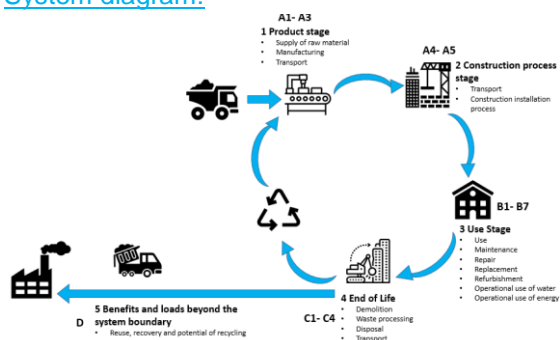 System diagram:
A1- A3
1 Product stage
• Supply of raw material
• Manufacturing
• Transport
A4- A5
2 Construction process
stage
• Transport
• Construction installation
process
B1- B7
3 Use Stage
• Use
• Maintenance
• Repair
• Replacement
• Refurbishment
• Operational use of water
• Operational use of energy
C1- C4
4 End of Life
• Demolition
• Waste processing
• Disposal
• Transport
D
5 Benefits and loads beyond the
system boundary
• Reuse, recovery and potential of recycling